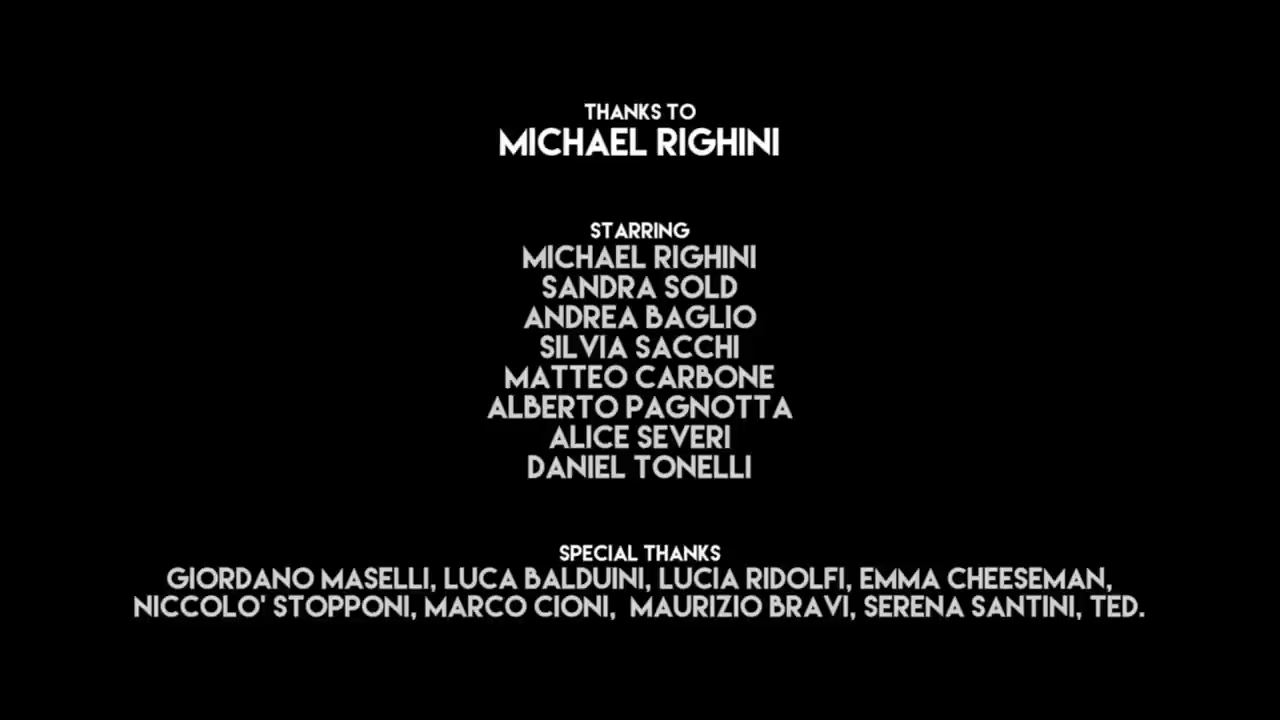 THANKS TO
MICHAEL RIGHINI
STARRING
MICHAEL RIGHINI
SANDRA SOLD
ANDREA BAGLIO
SILVIA SACCHI
MATTEO CARBONE
ALBERTO PAGNOTTA
ALICE SEVERI
DANIEL TONELLI
SPECIAL THANKS
GIORDANO MASELLI, LUCA BALDUINI, LUCIA RIDOLFI, EMMA CHEESEMAN,
NICCOLO' STOPPONI, MARCO CIONI, MAURIZIO BRAVI, SERENA SANTINI, TED.